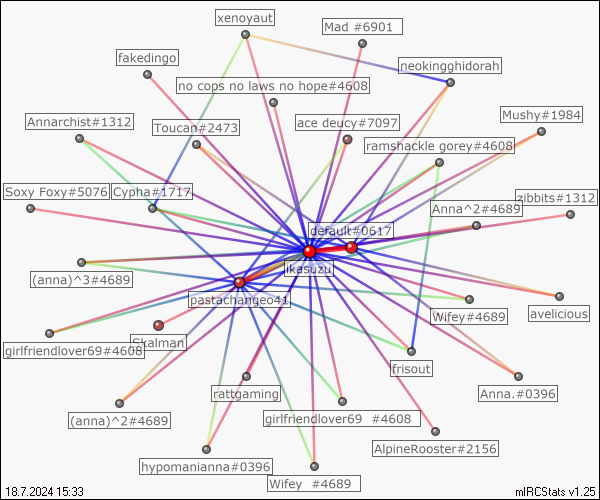 xenoyaut
Mad #6901
fakedingo
neokingghidorah
no cops no laws no hope#4608
Annarchist#1312
Toucan#2473
ace deucy#7097
Mushy#1984
ramshackle gorey#4608
Soxy Foxy#5076
Cypha#1717
zibbits#1312
Anna^2#4689
default#0617
ikasuzuj
(anna)^3#4689
pastachangeo41
Wifey#4689
avelicious
girlfriendlover69#4608
Skalman
frisout
rattgaming
Anna.#0396
(anna)^2#4689
girlfriendlover69 #4608
AlpineRooster#2156
hypomanianna#0396
Wifey #4689
18.7.2024 15:33
mIRCStats v1.25